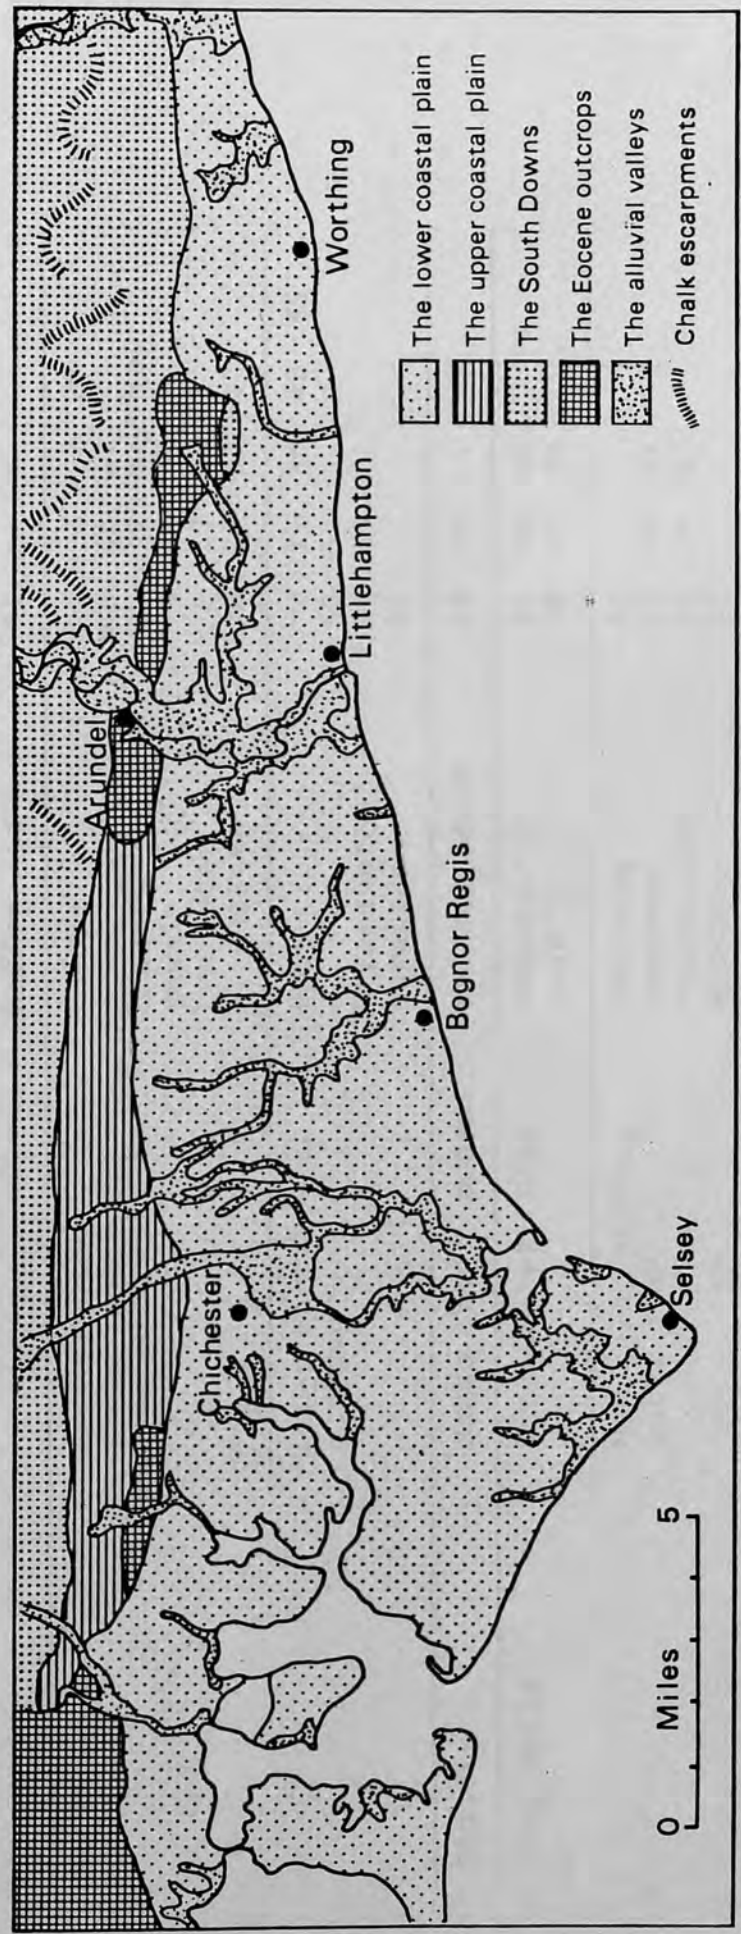 Arundel
Chichester
Worthing
Littlehampton
Bognor Regis
Selsey
The lower coastal plain
The upper coastal plain
The South Downs
The Eocene outcrops
The alluvial valleys
Chalk escarpments
0 Miles 5